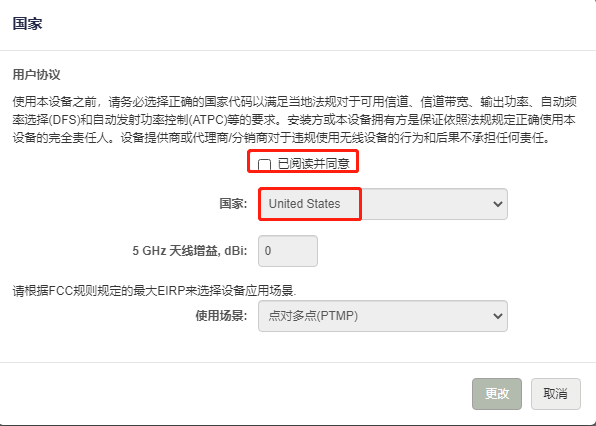 国家
用户协议
使用本设备之前，请务必选择正确的国家代码以满足当地法规对于可用信道、信道带宽、输出功率、自动频
率选择(DFS)和自动发射功率控制(ATPC)等的要求。安装方或本设备拥有方是保证依照法规规定正确使用本
设备的完全责任人。设备提供商或代理商/分销商对于违规使用无线设备的行为和后果不承担任何责任。
已阅读并同意
国家: United States
5 GHz 天线增益, dBi: 0
请根据FCC规则规定的最大EIRP来选择设备应用场景.
使用场景: 点对多点(PTMP)
更改 取消